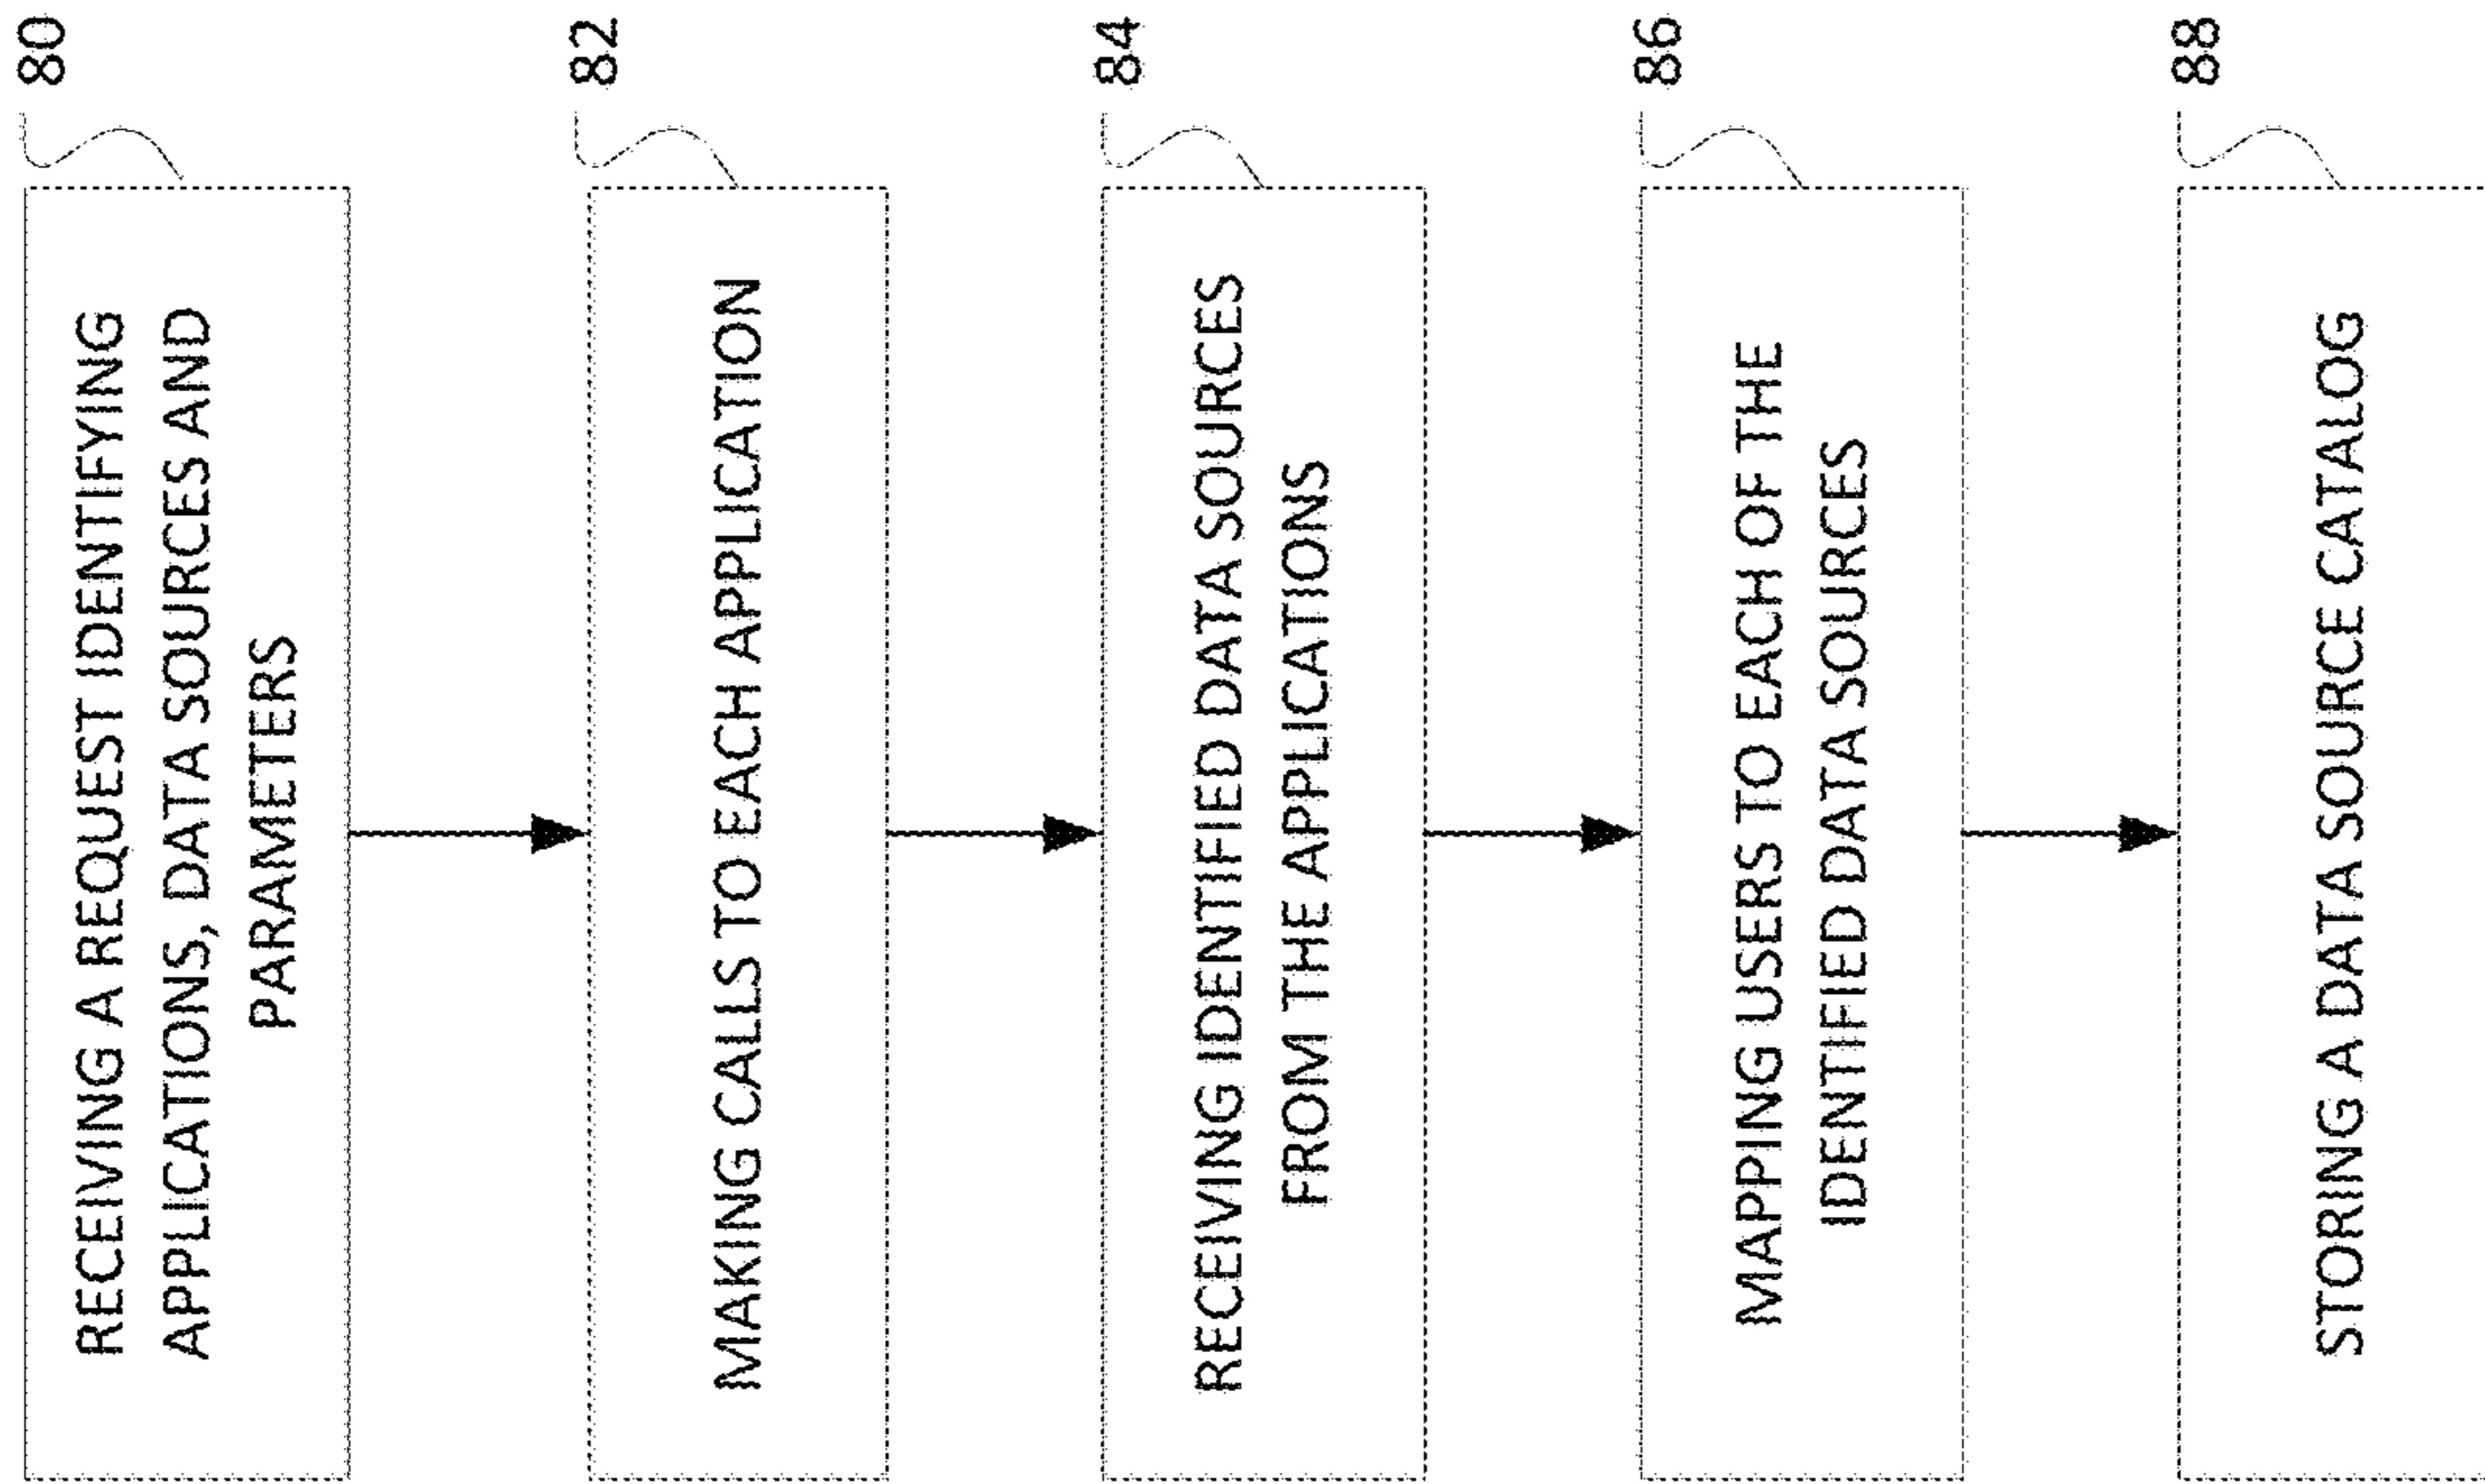 80
RECEIVING A REQUEST IDENTIFYING
APPLICATIONS, DATA SOURCES AND
PARAMETERS
82
MAKING CALLS TO EACH APPLICATION
84
RECEIVING IDENTIFIED DATA SOURCES
FROM THE APPLICATIONS
86
MAPPING USERS TO EACH OF THE
IDENTIFIED DATA SOURCES
88
STORING A DATA SOURCE CATALOG